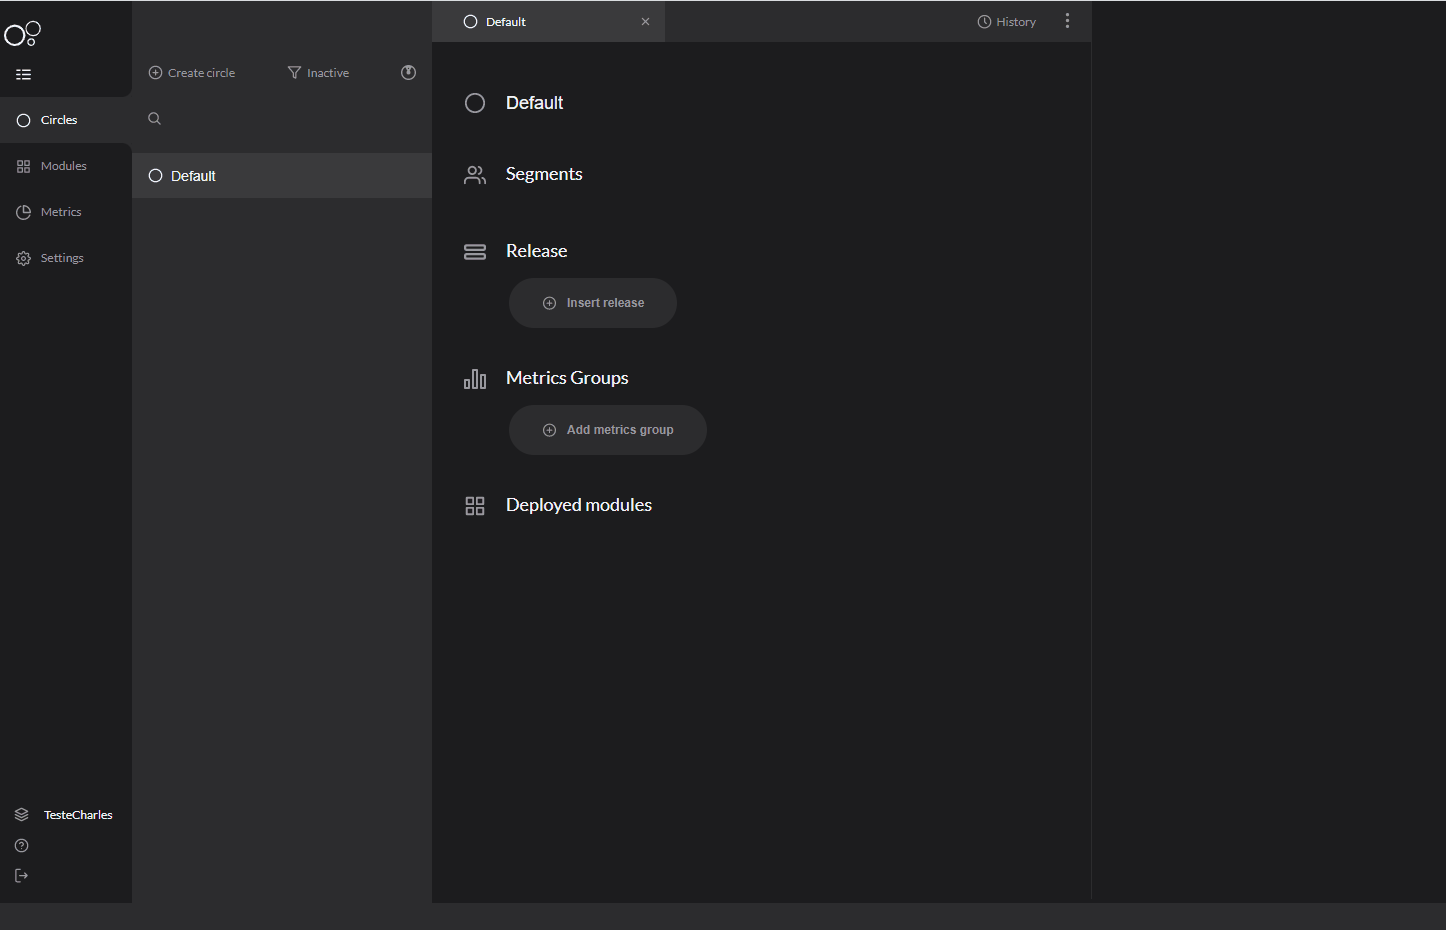 Circles
Modules
Metrics
Settings
TesteCharles
Create circle
Inactive
Default
Default
History
Default
Segments
Release
Insert release
Metrics Groups
Add metrics group
Deployed modules